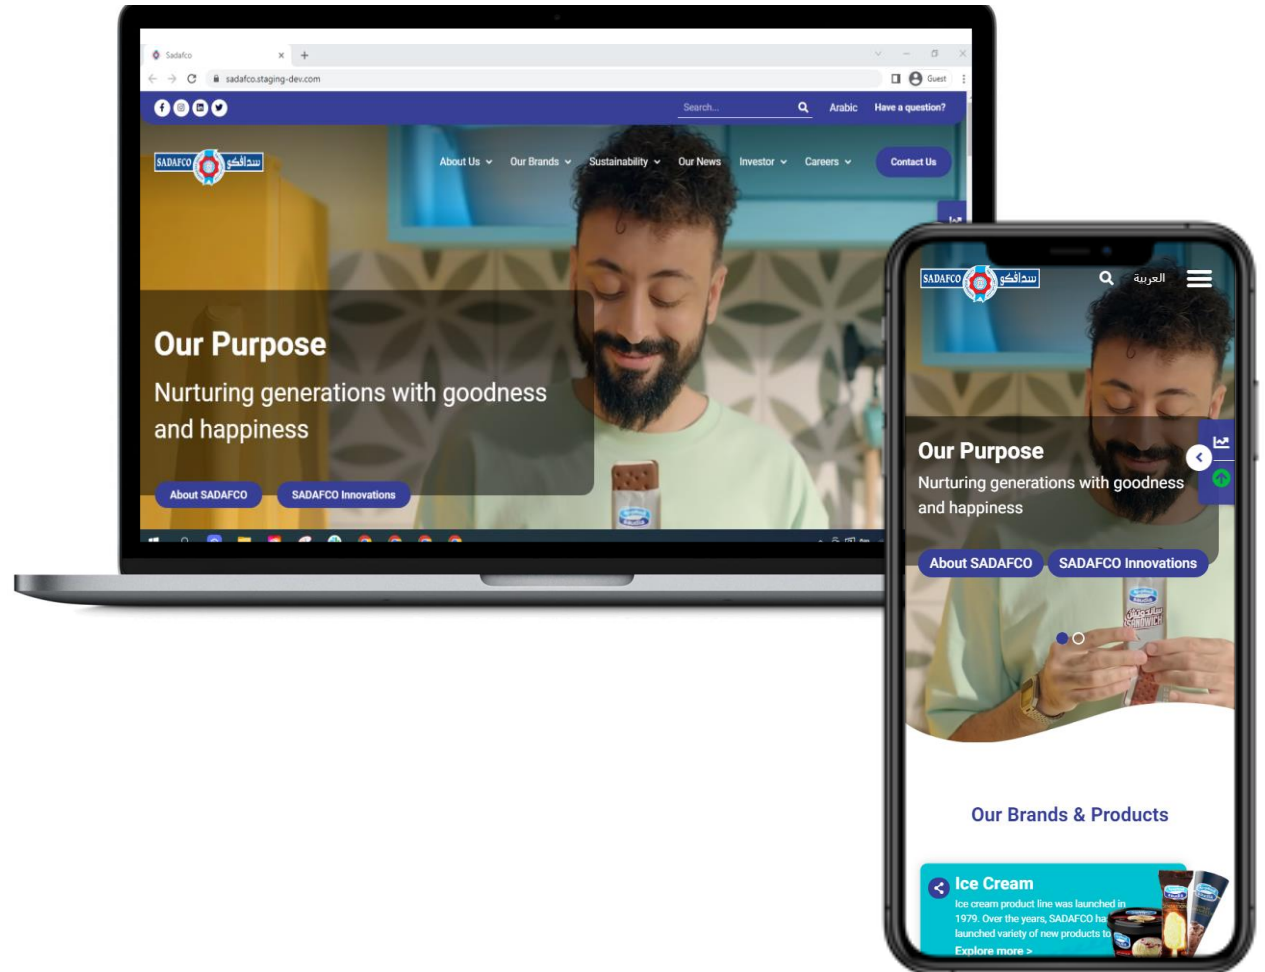 Sadafco
sadafco.staging-dev.com
Guest
Search...
Arabic
Have a question?
SADAFCO سدافكو
About Us
Our Brands
Sustainability
Our News
Investor
Careers
Contact Us
Our Purpose
Nurturing generations with goodness
and happiness
About SADAFCO
SADAFCO Innovations
SADAFCO سدافكو
العربية
Our Purpose
Nurturing generations with goodness
and happiness
About SADAFCO
SADAFCO Innovations
SANDWICH
Our Brands & Products
Ice Cream
Ice cream product line was launched in
1979. Over the years, SADAFCO
launched variety of new products to
Explore more >